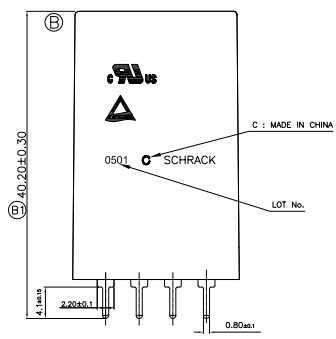 B
C US
C : MADE IN CHINA
0501 C SCHRACK
LOT No.
B1 40.20±0.30
4.1±0.15
2.20±0.1
0.80±0.1